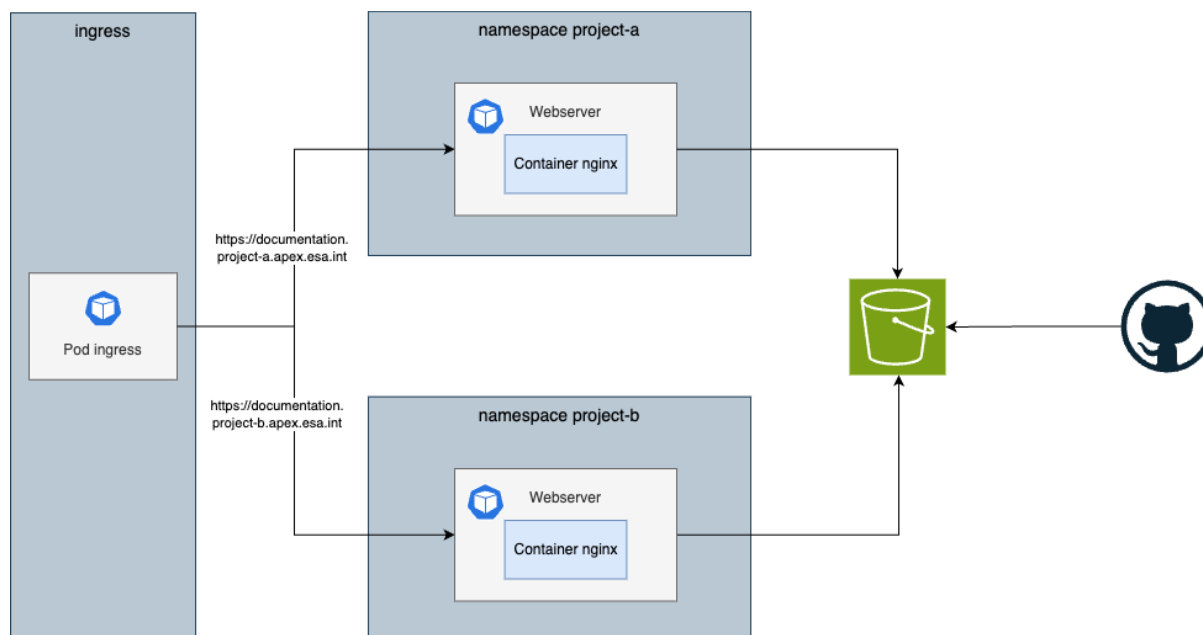 ingress
namespace project-a
Webserver
Container nginx
https://documentation.
project-a.apex.esa.int
Pod ingress
https://documentation.
project-b.apex.esa.int
namespace project-b
Webserver
Container nginx